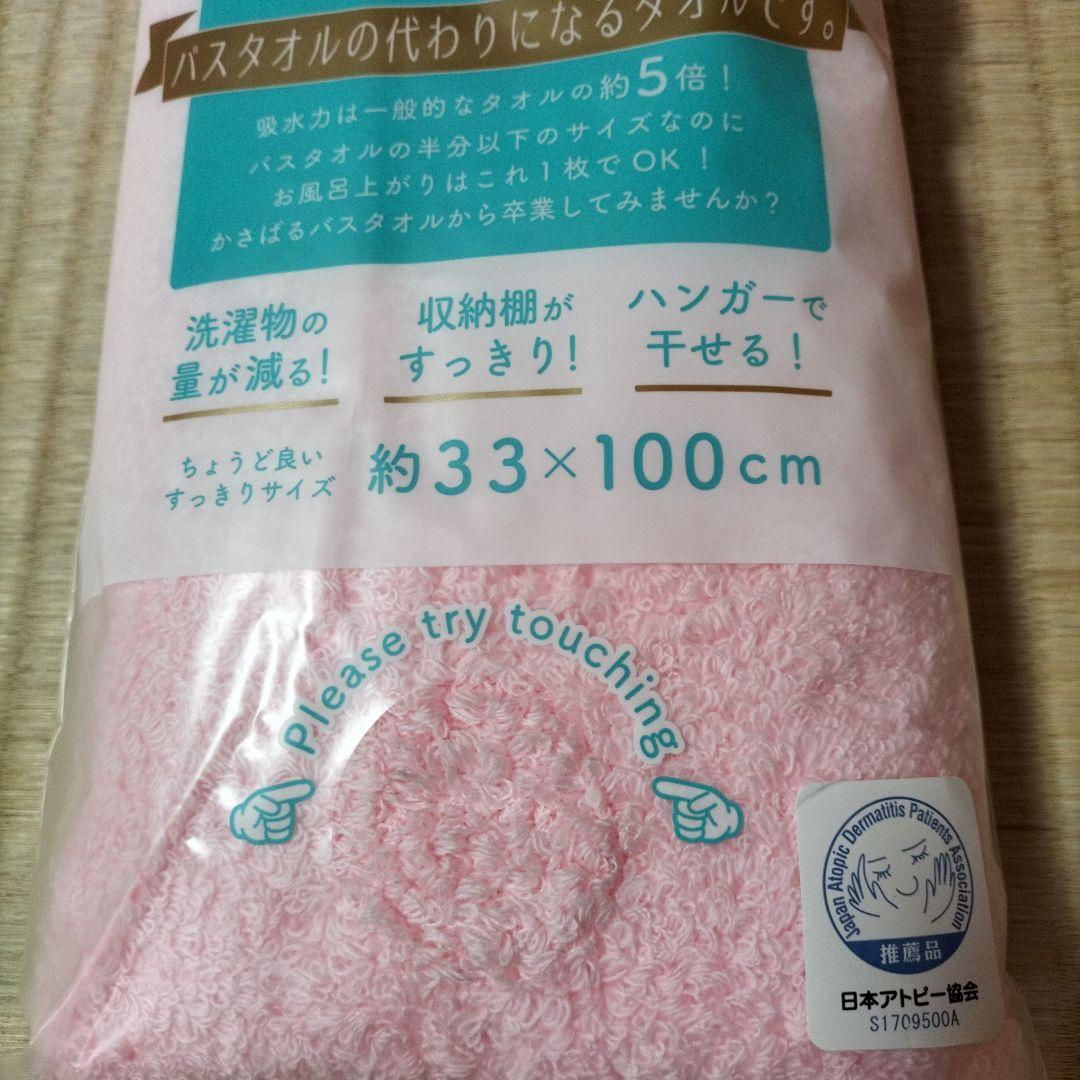 バスタオルの代わりになるタオルです。
吸水力は一般的なタオルの約5倍！
バスタオルの半分以下のサイズなのに
お風呂上がりはこれ1枚でOK！
かさばるバスタオルから卒業してみませんか？
洗濯物の
量が減る！
収納棚が
すっきり！
ハンガーで
干せる！
ちょうど良い
すっきりサイズ
約33×100cm
Please try touching
Japan Atopic Dermatitis Patients Association
推薦品
日本アトピー協会
S1709500A